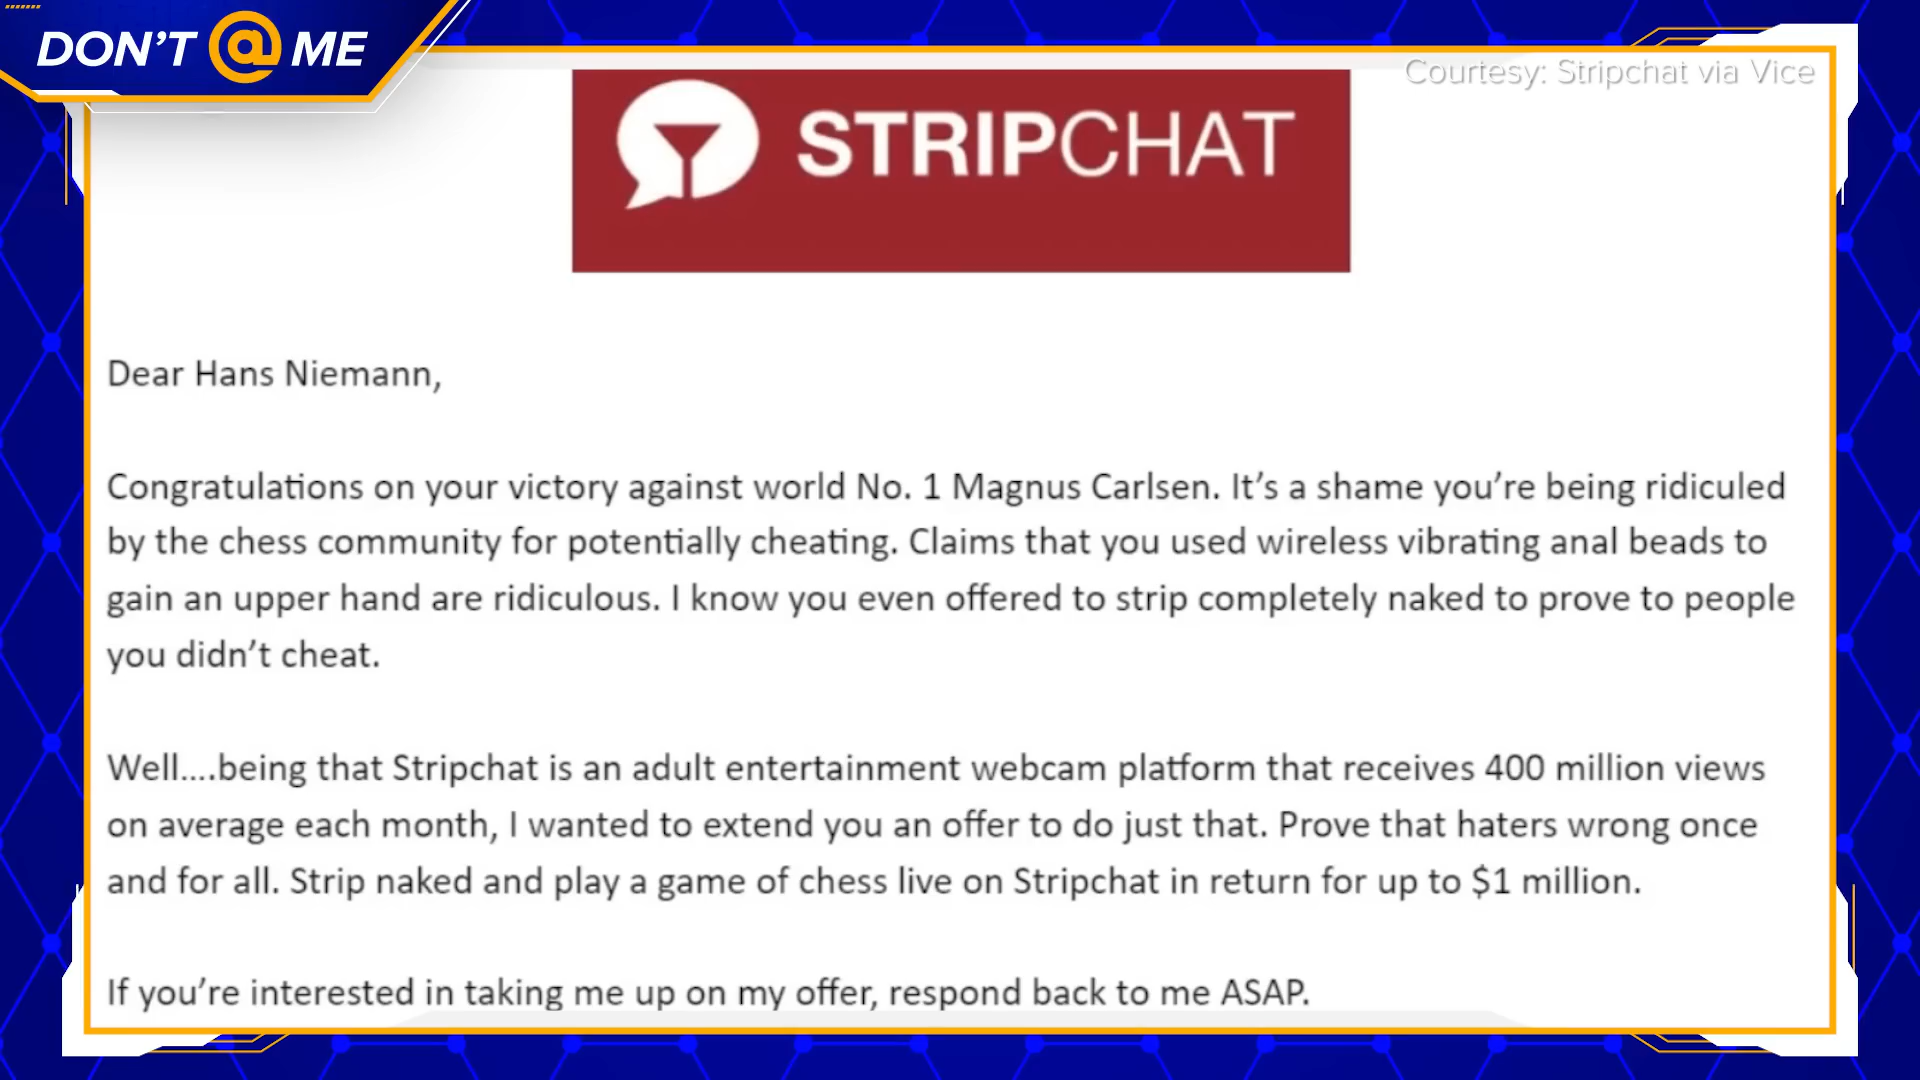 DON'T @ ME
Courtesy: Stripchat via Vice
STRIPCHAT
Dear Hans Niemann,
Congratulations on your victory against world No. 1 Magnus Carlsen. It's a shame you're being ridiculed
by the chess community for potentially cheating. Claims that you used wireless vibrating anal beads to
gain an upper hand are ridiculous. I know you even offered to strip completely naked to prove to people
you didn't cheat.
Well....being that Stripchat is an adult entertainment webcam platform that receives 400 million views
on average each month, I wanted to extend you an offer to do just that. Prove that haters wrong once
and for all. Strip naked and play a game of chess live on Stripchat in return for up to $1 million.
If you're interested in taking me up on my offer, respond back to me ASAP.